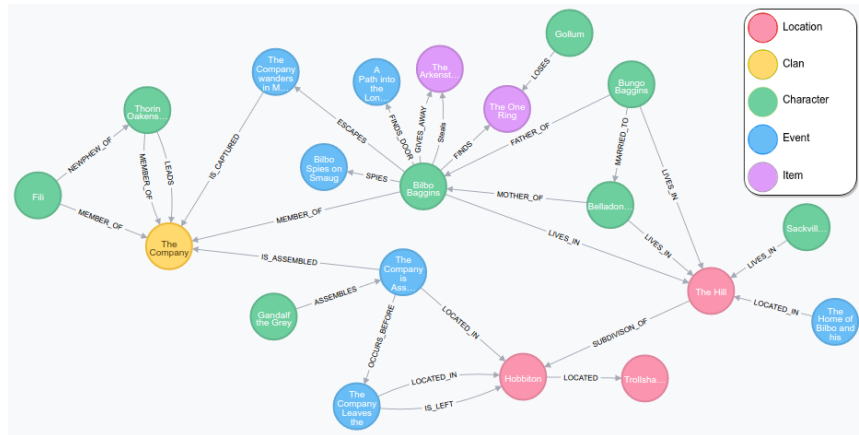 The
Company
wanders
in M...
A
Path into
the
Lon...
The
Arkenst...
Gollum
LOSES
The One
Ring
Bungo
Baggins
Location
Clan
Character
Event
Item
Thorin
Oakens...
NEWPHEW_OF
MEMBER_OF
LEADS
IS_CAPTURED
ESCAPES
FINDS_DOOR
GIVES_AWAY
Steals
FINDS
FATHER_OF
MARRIED_TO
LIVES_IN
Bilbo
Spies on
Smaug
SPIES
Bilbo
Baggins
MOTHER_OF
Belladon...
Fili
MEMBER_OF
MEMBER_OF
LIVES_IN
LIVES_IN
Sackvill...
LIVES_IN
The
Company
IS_ASSEMBLED
The
Company
is
Ass...
The Hill
LOCATED_IN
The
Home of
Bilbo and
his
Gandalf
the Grey
ASSEMBLES
OCCURS_BEFORE
LOCATED_IN
SUBDIVISON_OF
The
Company
Leaves
the
LOCATED_IN
IS_LEFT
Hobbiton
LOCATED
Trollsha...